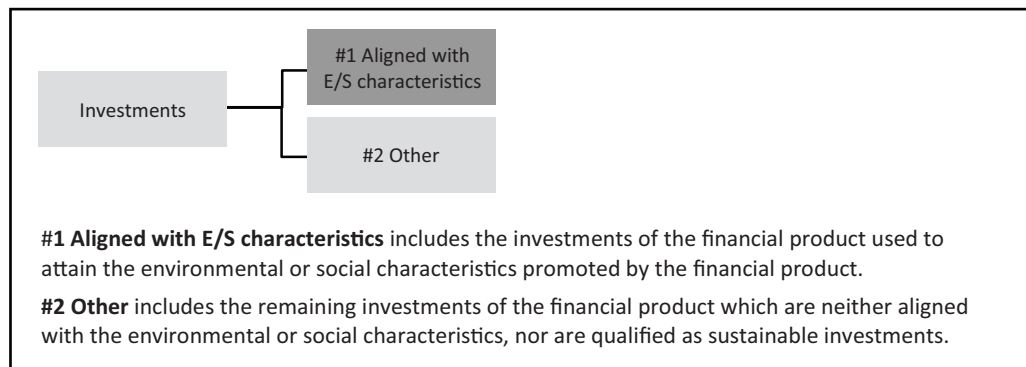 #1 Aligned with
E/S characteristics
Investments
#2 Other
#1 Aligned with E/S characteristics includes the investments of the financial product used to
attain the environmental or social characteristics promoted by the financial product.
#2 Other includes the remaining investments of the financial product which are neither aligned
with the environmental or social characteristics, nor are qualified as sustainable investments.